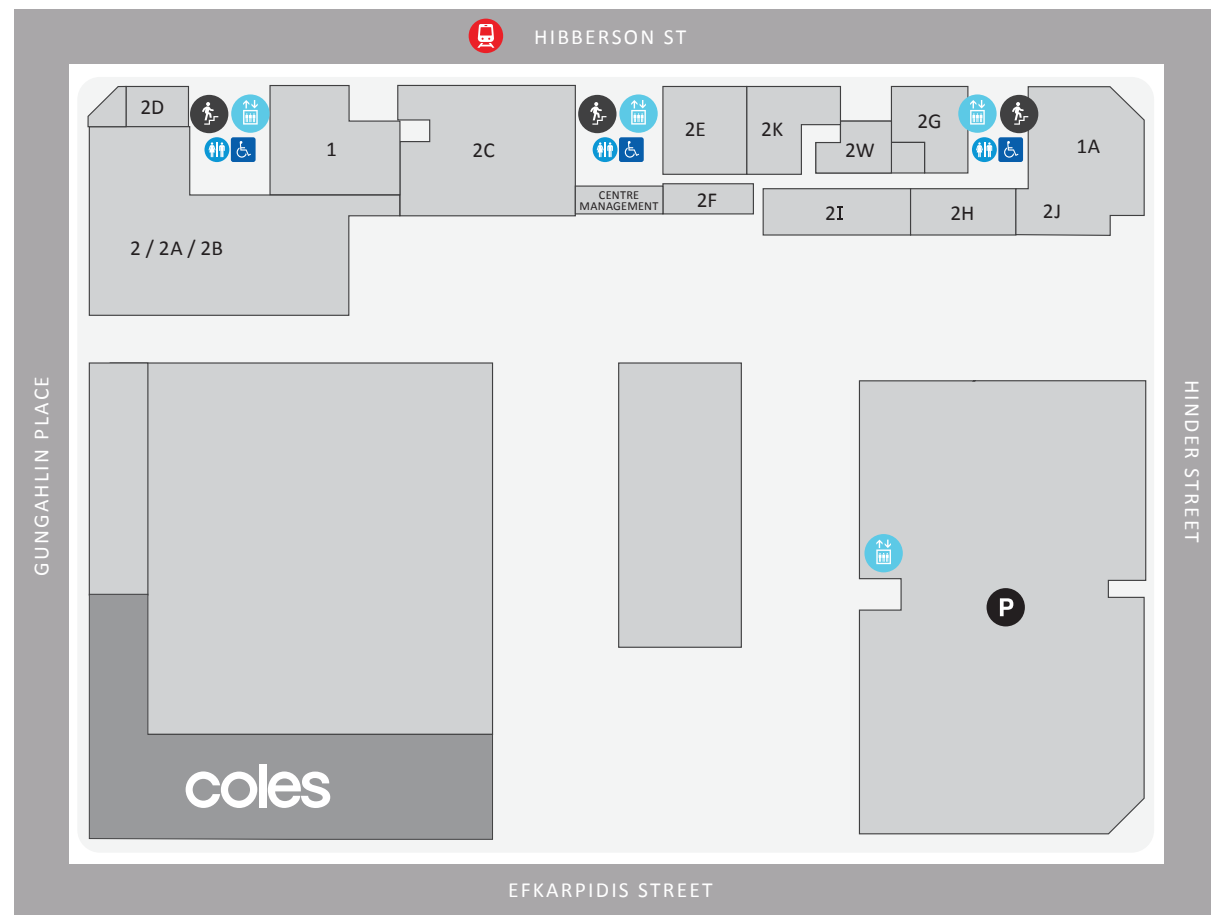 HIBBERSON ST
2D
1
2C
2E
2K
2W
2G
1A
CENTRE
MANAGEMENT
2F
2I
2H
2J
2 / 2A / 2B
GUNGAHLIN PLACE
HINDER STREET
P
coles
EFKARPIDIS STREET